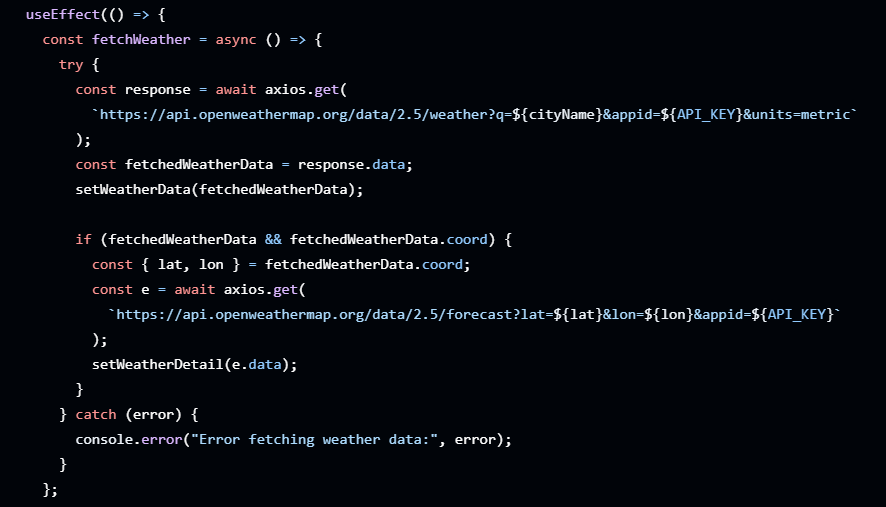 useEffect(() => {
const fetchWeather = async () => {
try {
const response = await axios.get(
`https://api.openweathermap.org/data/2.5/weather?q=${cityName}&appid=${API_KEY}&units=metric`
);
const fetchedWeatherData = response.data;
setWeatherData(fetchedWeatherData);
if (fetchedWeatherData && fetchedWeatherData.coord) {
const { lat, lon } = fetchedWeatherData.coord;
const e = await axios.get(
`https://api.openweathermap.org/data/2.5/forecast?lat=${lat}&lon=${lon}&appid=${API_KEY}`
);
setWeatherDetail(e.data);
}
} catch (error) {
console.error("Error fetching weather data:", error);
}
};